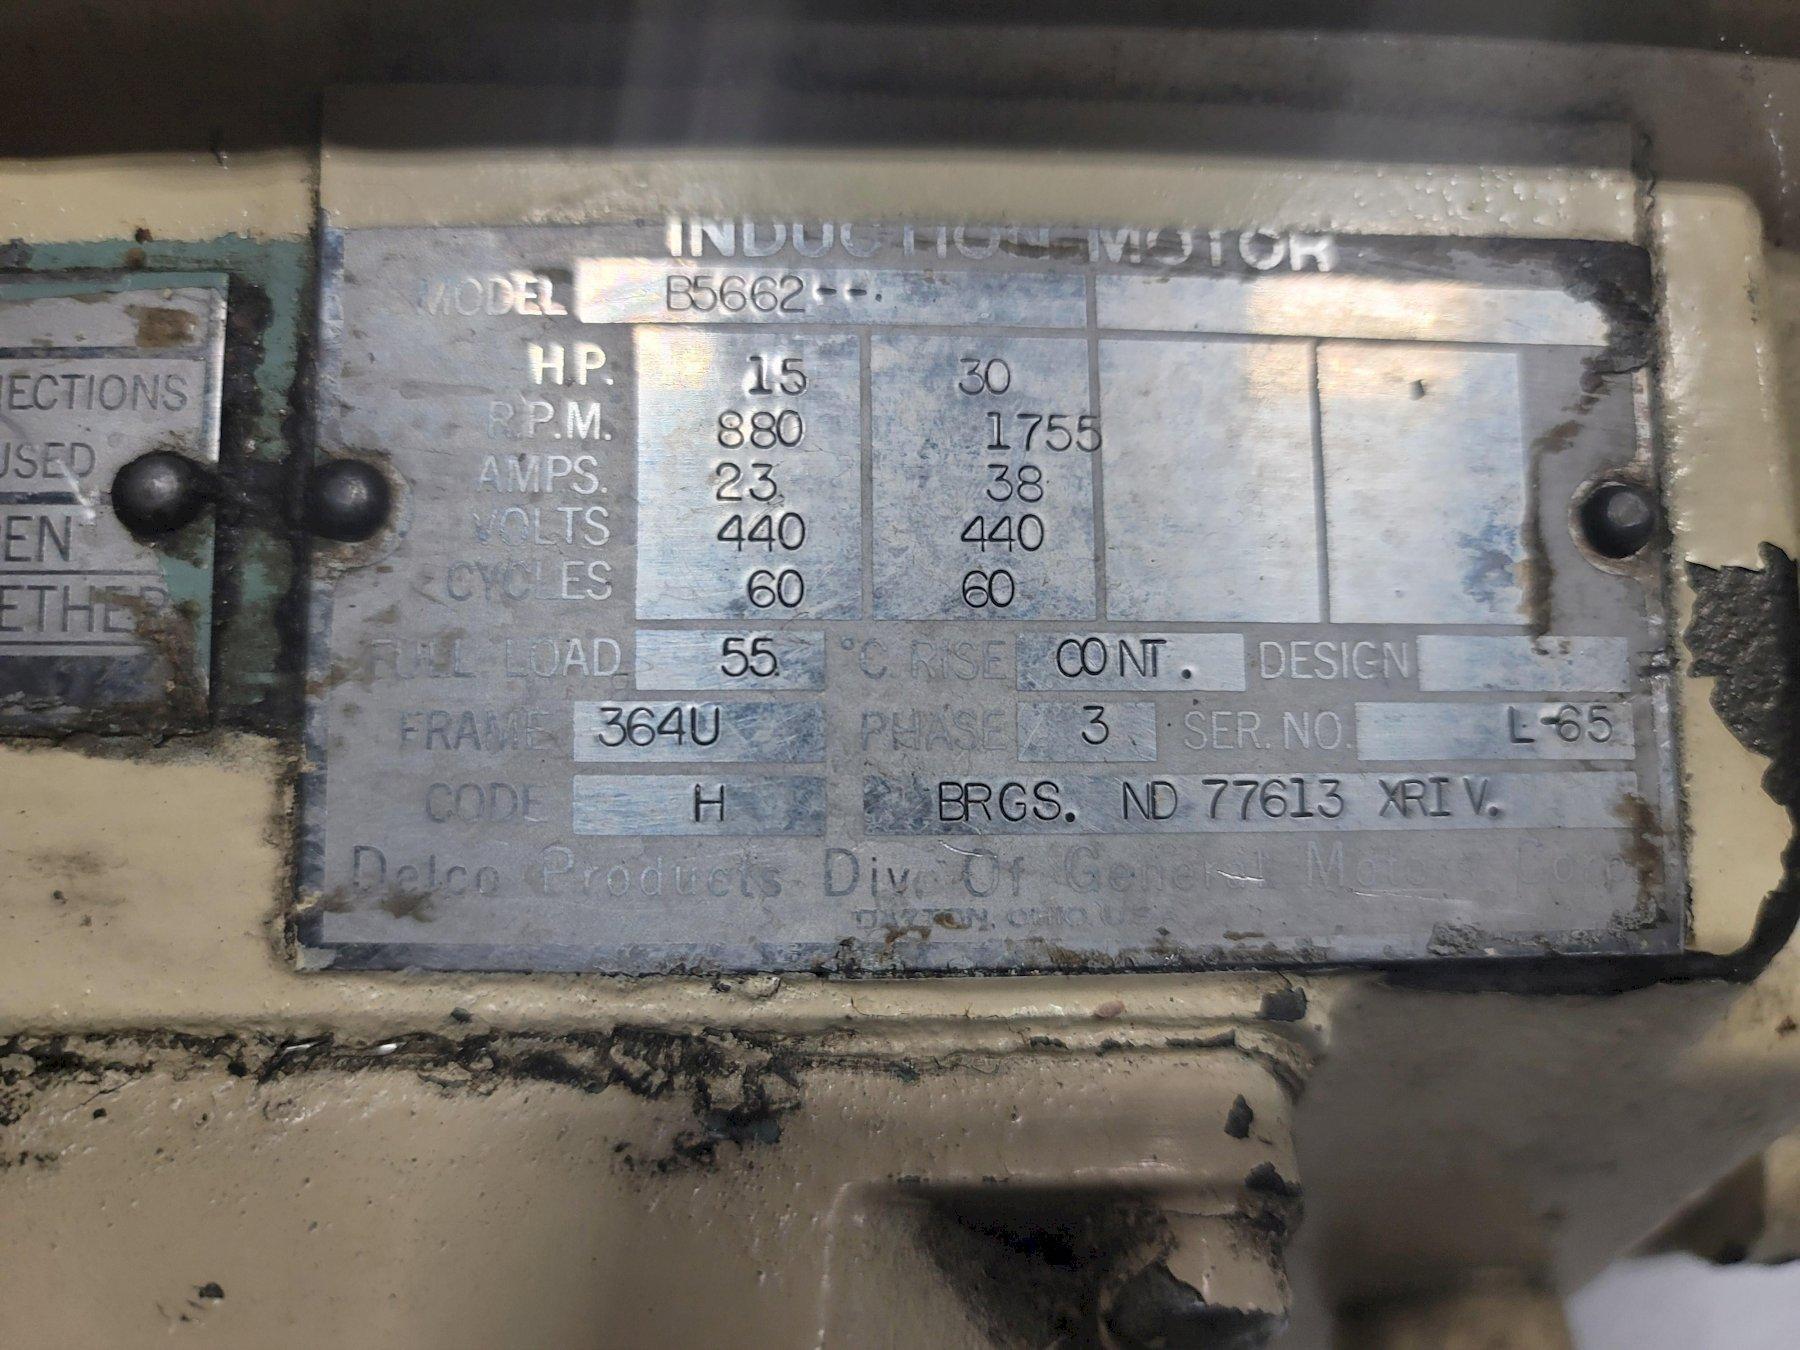 INDUCTION MOTOR
MODEL B5662--.
H.P. 15 30
R.P.M. 880 1755
AMPS. 23 38
VOLTS 440 440
CYCLES 60 60
FULL LOAD 55 °C RISE CONT. DESIGN
FRAME 364U PHASE 3 SER. NO. L-65
CODE H BRGS. ND 77613 XRIV.
Delco Products Div. Of General Motors Corp
DAYTON, OHIO, U.S.
ECTIONS
USED
EN
ETHER